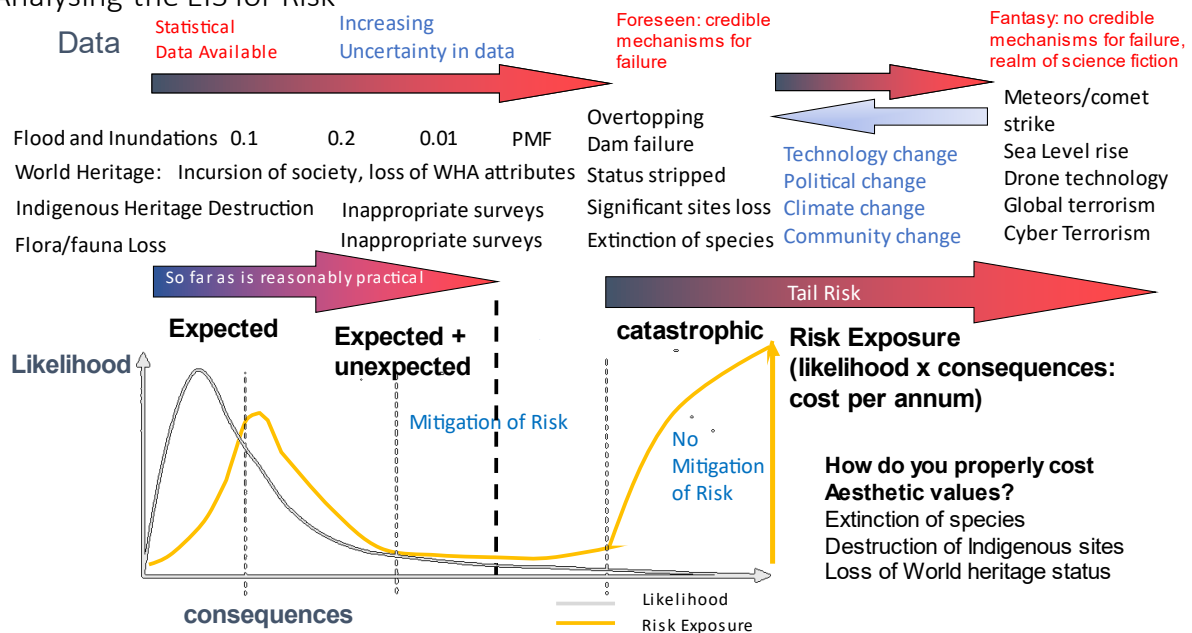 Analysing the EIS for Risk
Data
Statistical
Data Available
Increasing
Uncertainty in data
Foreseen: credible
mechanisms for
failure
Fantasy: no credible
mechanisms for failure,
realm of science fiction
Flood and Inundations 0.1 0.2 0.01 PMF
World Heritage: Incursion of society, loss of WHA attributes
Indigenous Heritage Destruction Inappropriate surveys
Flora/fauna Loss Inappropriate surveys
Overtopping
Dam failure
Status stripped
Significant sites loss
Extinction of species
Technology change
Political change
Climate change
Community change
Meteors/comet
strike
Sea Level rise
Drone technology
Global terrorism
Cyber Terrorism
So far as is reasonably practical
Tail Risk
Expected
Expected +
unexpected
catastrophic
Risk Exposure
(likelihood x consequences:
cost per annum)
Likelihood
Mitigation of Risk
No
Mitigation
of Risk
How do you properly cost
Aesthetic values?
Extinction of species
Destruction of Indigenous sites
Loss of World heritage status
consequences
Likelihood
Risk Exposure